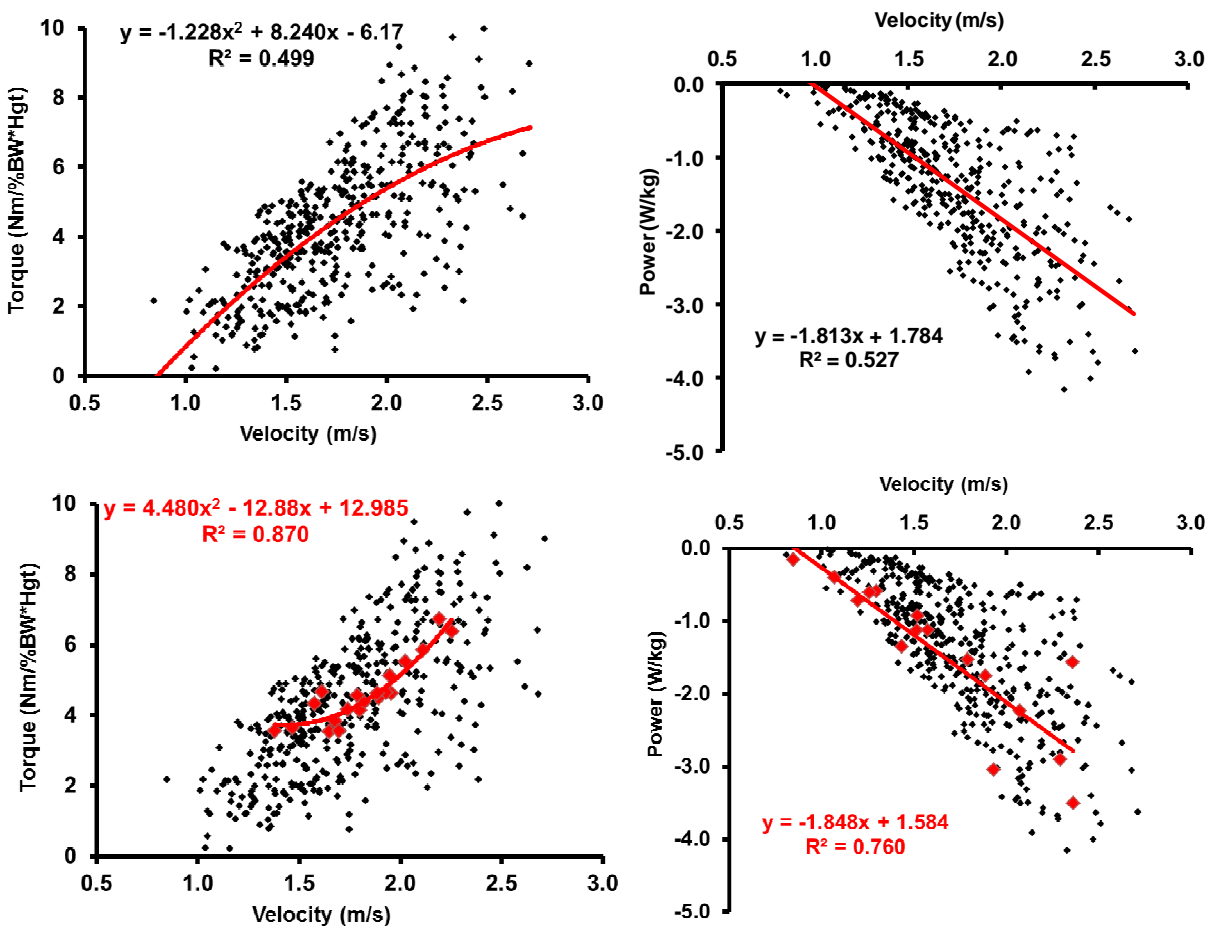 y = -1.228x² + 8.240x - 6.17
R² = 0.499
10
8
6
4
2
0
Torque (Nm/%BW*Hgt)
0.5 1.0 1.5 2.0 2.5 3.0
Velocity (m/s)
Velocity (m/s)
0.5 1.0 1.5 2.0 2.5 3.0
0.0
-1.0
-2.0
-3.0
-4.0
-5.0
Power (W/kg)
y = -1.813x + 1.784
R² = 0.527
y = 4.480x² - 12.88x + 12.985
R² = 0.870
10
8
6
4
2
0
Torque (Nm/%BW*Hgt)
0.5 1.0 1.5 2.0 2.5 3.0
Velocity (m/s)
Velocity (m/s)
0.5 1.0 1.5 2.0 2.5 3.0
0.0
-1.0
-2.0
-3.0
-4.0
-5.0
Power (W/kg)
y = -1.848x + 1.584
R² = 0.760